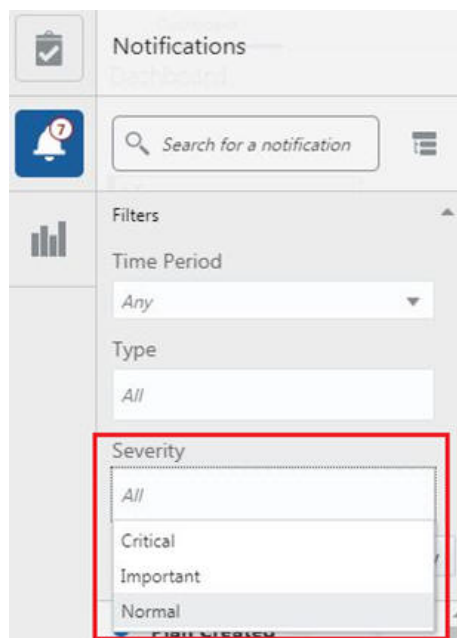 Notifications
7
Search for a notification
Filters
Time Period
Any
Type
All
Severity
All
Critical
Important
Normal
Plan Created